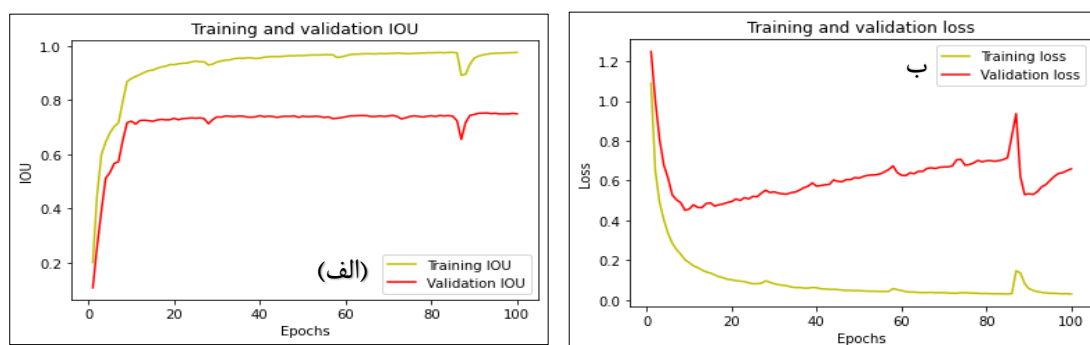 Training and validation IOU
1.0
0.8
0.6
0.4
0.2
IOU
(الف)
Training IOU
Validation IOU
0 20 40 60 80 100
Epochs
Training and validation loss
1.2
1.0
0.8
0.6
0.4
0.2
0.0
Loss
ب
Training loss
Validation loss
0 20 40 60 80 100
Epochs